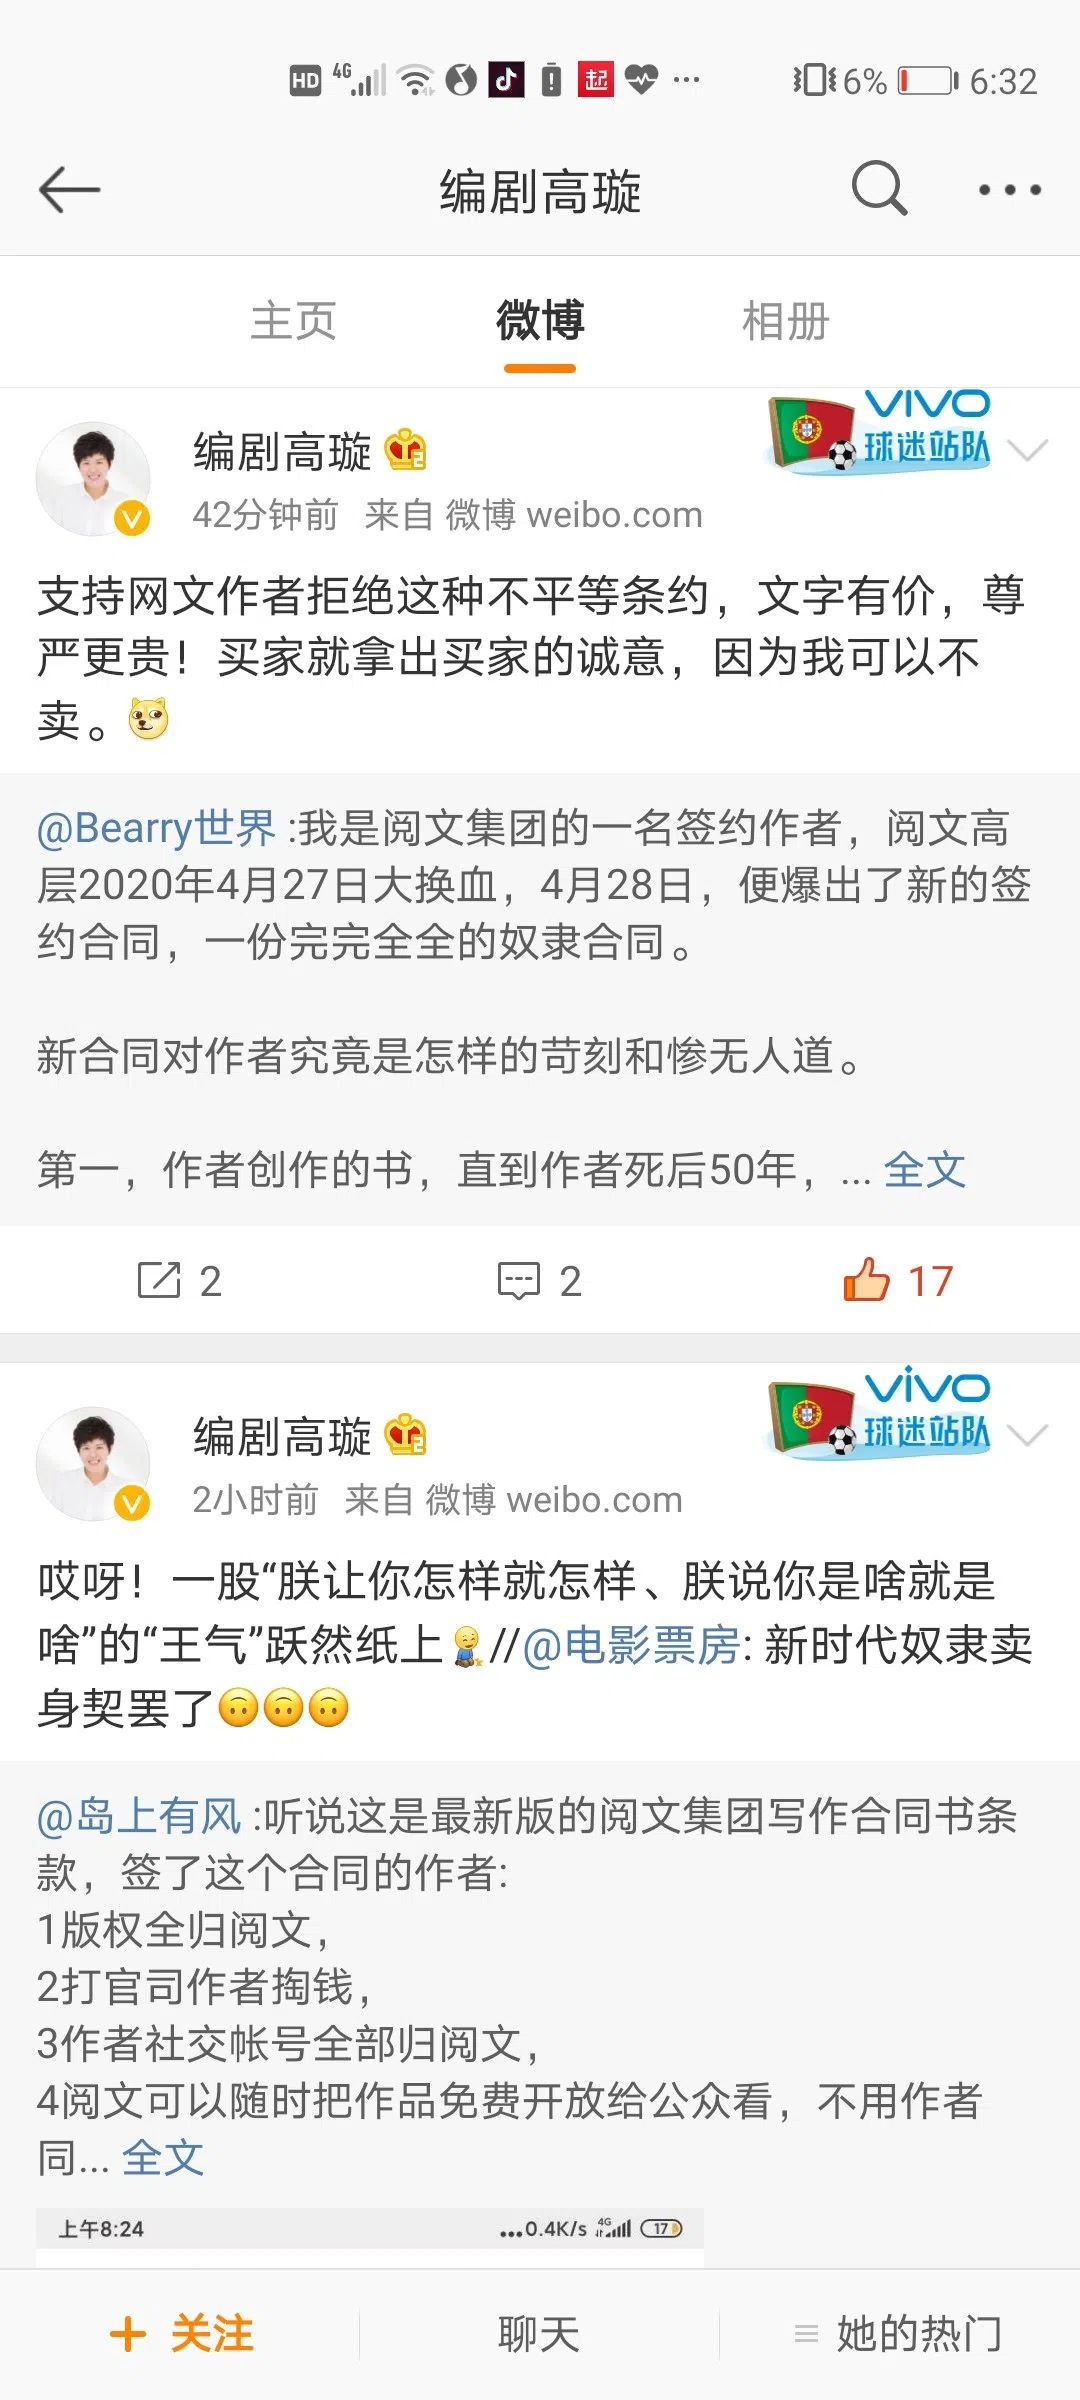 HD 4G 起 6% 6:32
编剧高璇
主页 微博 相册
编剧高璇
vivo
球迷站队
42分钟前 来自 微博 weibo.com
支持网文作者拒绝这种不平等条约，文字有价，尊
严更贵！买家就拿出买家的诚意，因为我可以不
卖。
@Bearry世界 :我是阅文集团的一名签约作者，阅文高
层2020年4月27日大换血，4月28日，便爆出了新的签
约合同，一份完完全全的奴隶合同。
新合同对作者究竟是怎样的苛刻和惨无人道。
第一，作者创作的书，直到作者死后50年，... 全文
2 2 17
编剧高璇
vivo
球迷站队
2小时前 来自 微博 weibo.com
哎呀！一股“朕让你怎样就怎样、朕说你是啥就是
啥”的“王气”跃然纸上//@电影票房: 新时代奴隶卖
身契罢了
@岛上有风 :听说这是最新版的阅文集团写作合同书条
款，签了这个合同的作者:
1版权全归阅文，
2打官司作者掏钱，
3作者社交帐号全部归阅文，
4阅文可以随时把作品免费开放给公众看，不用作者
同... 全文
上午8:24 ...0.4K/s 4G 17
+ 关注 聊天 她的热门